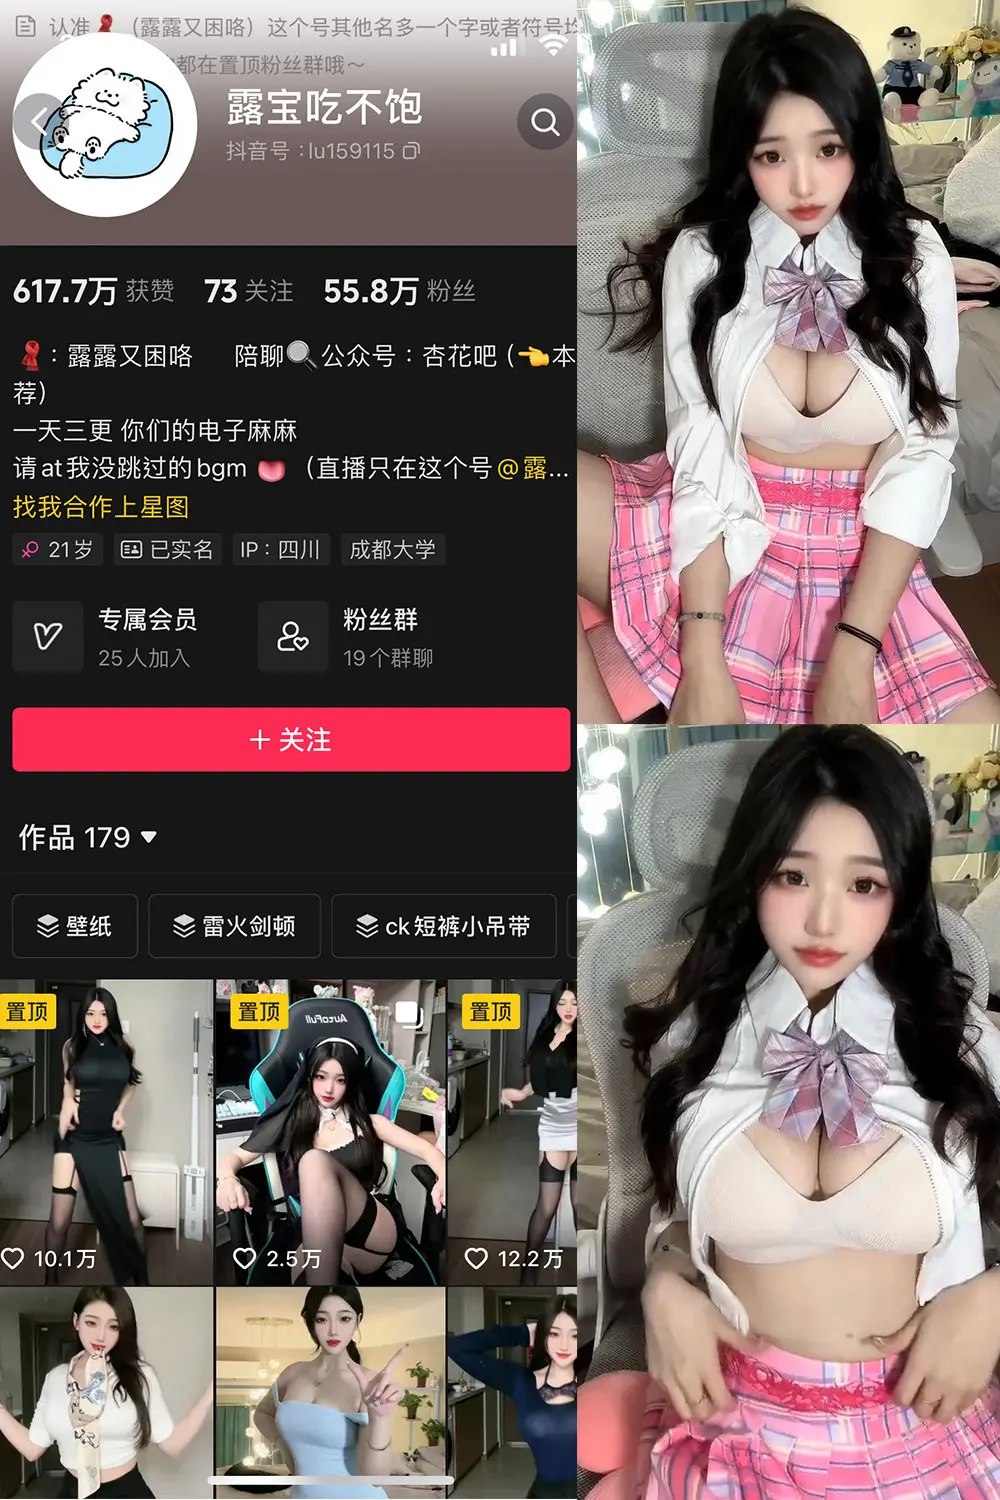 认准🧣（露露又困咯）这个号其他名多一个字或者符号均
都在置顶粉丝群哦～
露宝吃不饱
抖音号：lu159115
617.7万 获赞 73 关注 55.8万 粉丝
🧣：露露又困咯 陪聊🔍公众号：杏花吧（👈本
荐)
一天三更 你们的电子麻麻
请at我没跳过的bgm 👅（直播只在这个号@露...
找我合作上星图
21岁 已实名 IP：四川 成都大学
专属会员
25人加入
粉丝群
19个群聊
+ 关注
作品 179
壁纸 雷火剑顿 ck短裤小吊带
置顶 置顶 置顶
AutoFull
10.1万 2.5万 12.2万